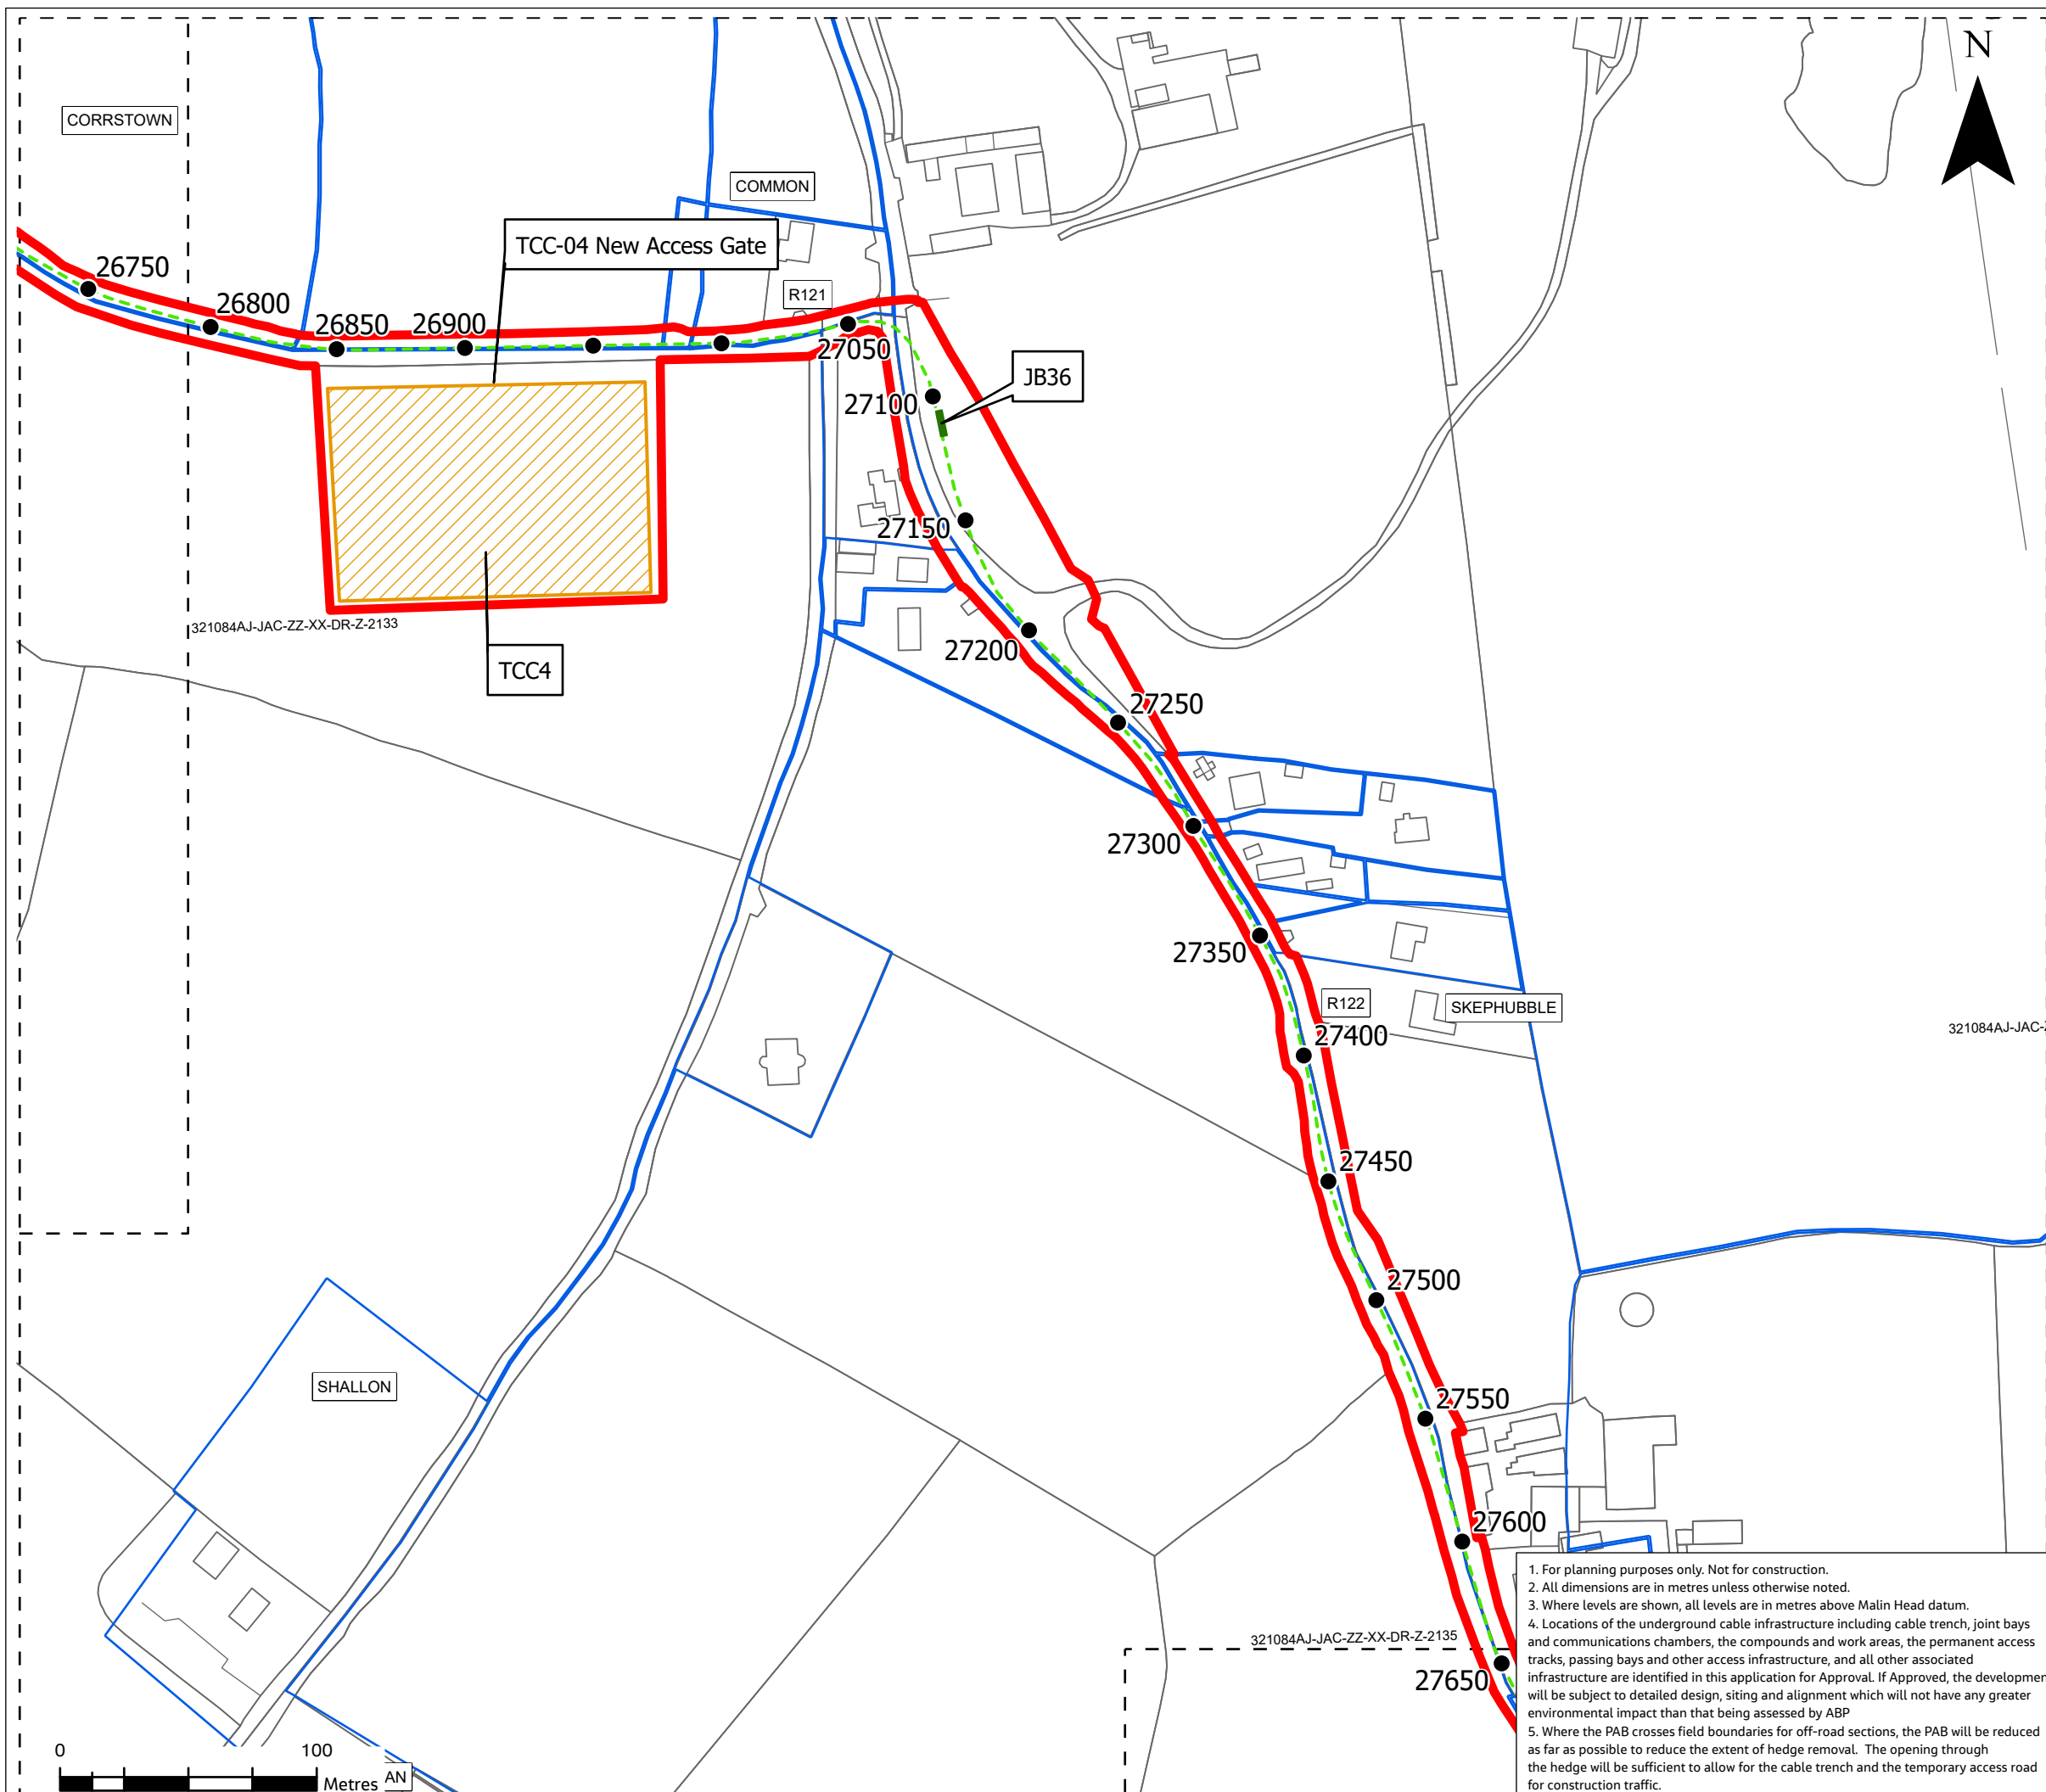 N
CORRSTOWN
COMMON
TCC-04 New Access Gate
26750
R121
26800
26850
26900
27050
JB36
27100
27150
321084AJ-JAC-ZZ-XX-DR-Z-2133
27200
TCC4
27250
27300
27350
R122
SKEPHUBBLE
321084AJ-JAC-
27400
27450
27500
SHALLON
27550
27600
1. For planning purposes only. Not for construction.
2. All dimensions are in metres unless otherwise noted.
3. Where levels are shown, all levels are in metres above Malin Head datum.
4. Locations of the underground cable infrastructure including cable trench, joint bays
and communications chambers, the compounds and work areas, the permanent access
tracks, passing bays and other access infrastructure, and all other associated
infrastructure are identified in this application for Approval. If Approved, the developmen
will be subject to detailed design, siting and alignment which will not have any greater
environmental impact than that being assessed by ABP
5. Where the PAB crosses field boundaries for off-road sections, the PAB will be reduced
as far as possible to reduce the extent of hedge removal. The opening through
the hedge will be sufficient to allow for the cable trench and the temporary access road
for construction traffic.
321084AJ-JAC-ZZ-XX-DR-Z-2135
27650
0 100
Metres
AN